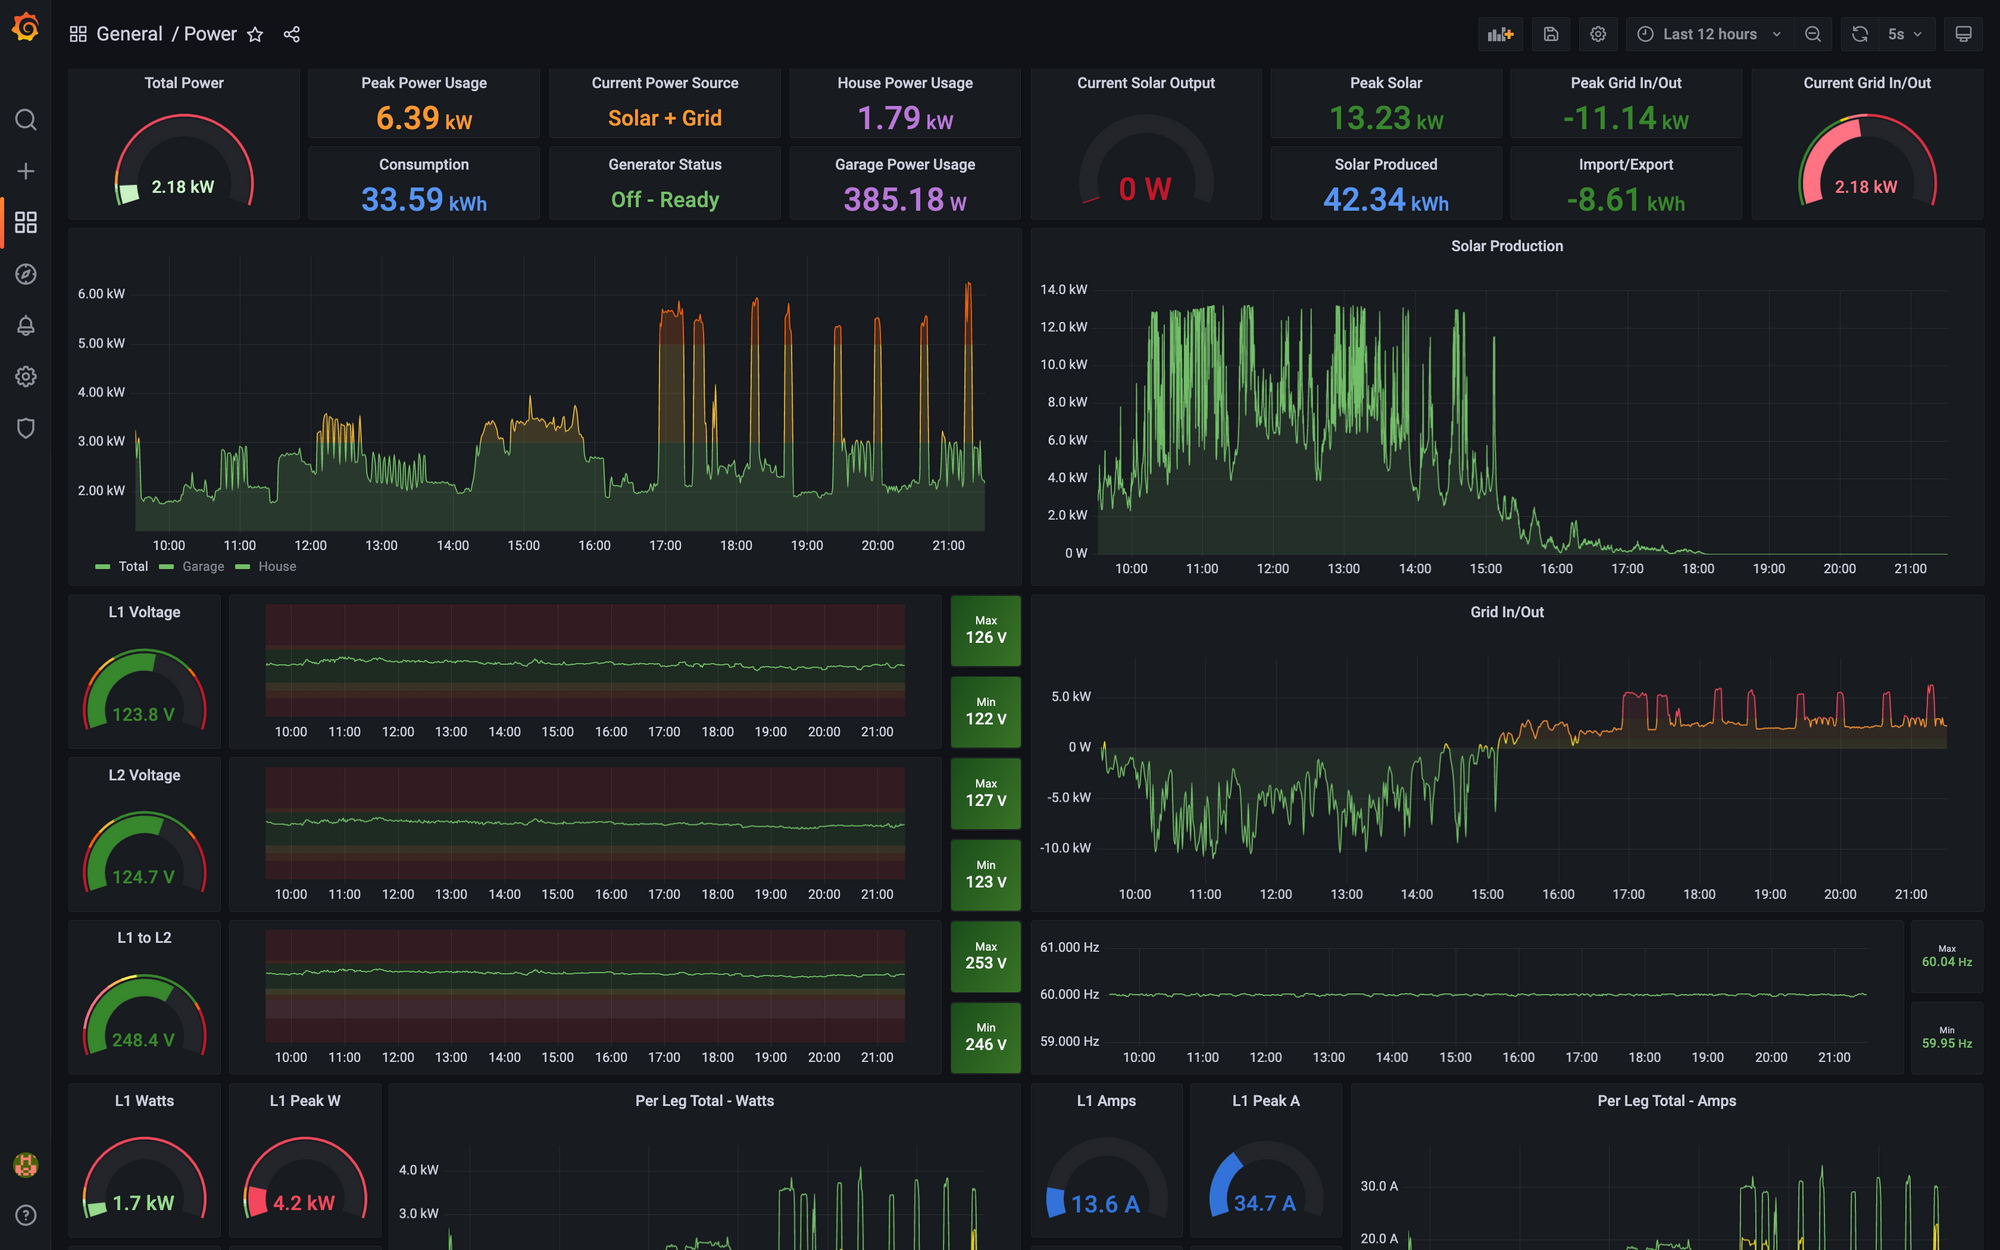 General / Power
Last 12 hours
5s
Total Power
2.18 kW
Peak Power Usage
6.39 kW
Current Power Source
Solar + Grid
House Power Usage
1.79 kW
Current Solar Output
0 W
Peak Solar
13.23 kW
Peak Grid In/Out
-11.14 kW
Current Grid In/Out
2.18 kW
Consumption
33.59 kWh
Generator Status
Off - Ready
Garage Power Usage
385.18 W
Solar Produced
42.34 kWh
Import/Export
-8.61 kWh
6.00 kW
5.00 kW
4.00 kW
3.00 kW
2.00 kW
10:00 11:00 12:00 13:00 14:00 15:00 16:00 17:00 18:00 19:00 20:00 21:00
Total Garage House
Solar Production
14.0 kW
12.0 kW
10.0 kW
8.0 kW
6.0 kW
4.0 kW
2.0 kW
0 W
10:00 11:00 12:00 13:00 14:00 15:00 16:00 17:00 18:00 19:00 20:00 21:00
L1 Voltage
123.8 V
10:00 11:00 12:00 13:00 14:00 15:00 16:00 17:00 18:00 19:00 20:00 21:00
Max
126 V
Min
122 V
L2 Voltage
124.7 V
10:00 11:00 12:00 13:00 14:00 15:00 16:00 17:00 18:00 19:00 20:00 21:00
Max
127 V
Min
123 V
Grid In/Out
5.0 kW
0 W
-5.0 kW
-10.0 kW
10:00 11:00 12:00 13:00 14:00 15:00 16:00 17:00 18:00 19:00 20:00 21:00
L1 to L2
248.4 V
10:00 11:00 12:00 13:00 14:00 15:00 16:00 17:00 18:00 19:00 20:00 21:00
Max
253 V
Min
246 V
61.000 Hz
60.000 Hz
59.000 Hz
10:00 11:00 12:00 13:00 14:00 15:00 16:00 17:00 18:00 19:00 20:00 21:00
Max
60.04 Hz
Min
59.95 Hz
L1 Watts
1.7 kW
L1 Peak W
4.2 kW
Per Leg Total - Watts
4.0 kW
3.0 kW
L1 Amps
13.6 A
L1 Peak A
34.7 A
Per Leg Total - Amps
30.0 A
20.0 A